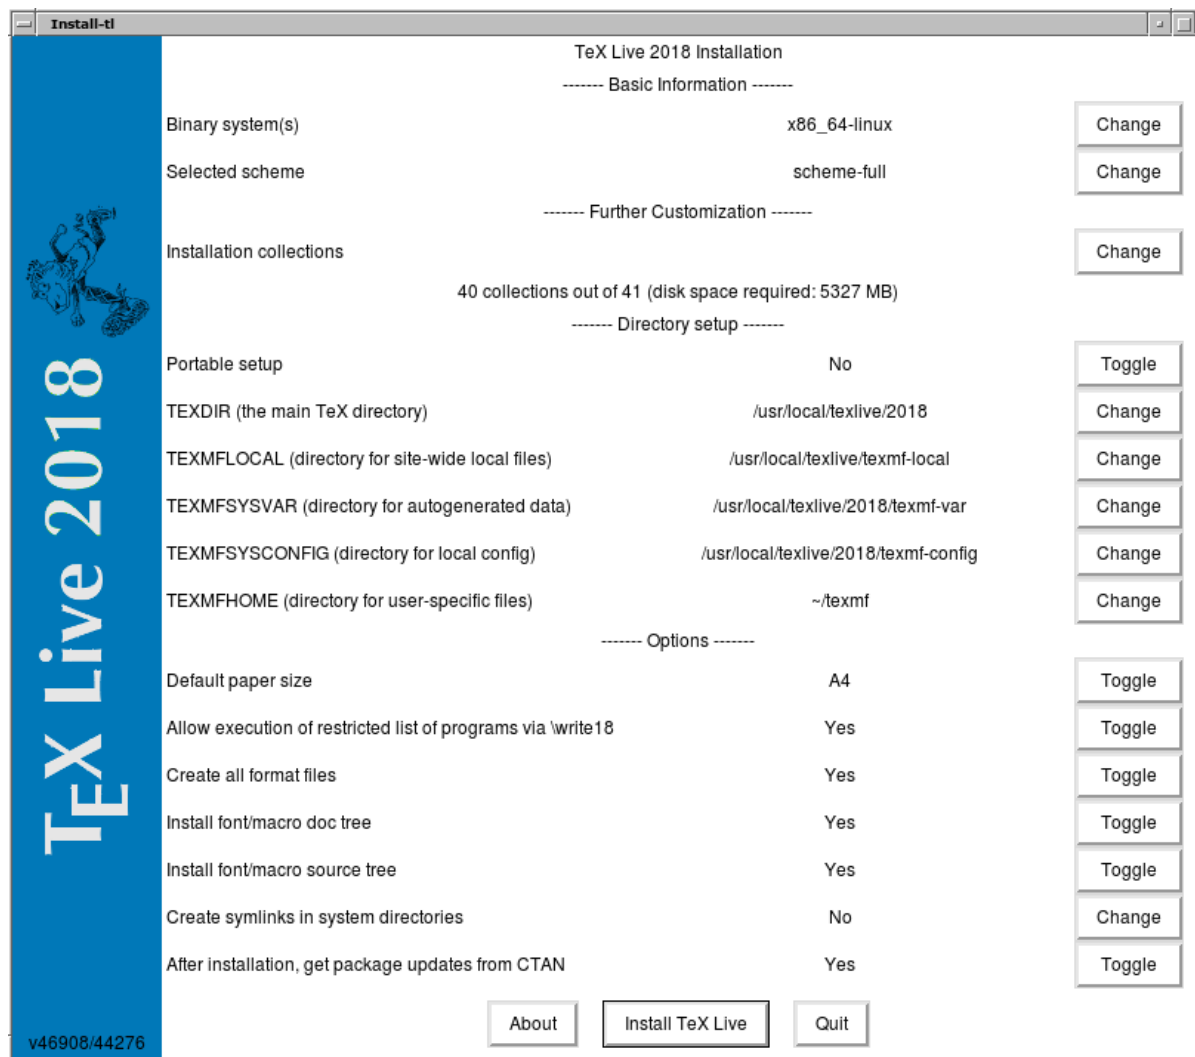 Install-tl
TeX Live 2018 Installation
------- Basic Information -------
Binary system(s) x86_64-linux Change
Selected scheme scheme-full Change
------- Further Customization -------
Installation collections Change
40 collections out of 41 (disk space required: 5327 MB)
------- Directory setup -------
Portable setup No Toggle
TEXDIR (the main TeX directory) /usr/local/texlive/2018 Change
TEXMFLOCAL (directory for site-wide local files) /usr/local/texlive/texmf-local Change
TEXMFSYSVAR (directory for autogenerated data) /usr/local/texlive/2018/texmf-var Change
TEXMFSYSCONFIG (directory for local config) /usr/local/texlive/2018/texmf-config Change
TEXMFHOME (directory for user-specific files) ~/texmf Change
------- Options -------
Default paper size A4 Toggle
Allow execution of restricted list of programs via \write18 Yes Toggle
Create all format files Yes Toggle
Install font/macro doc tree Yes Toggle
Install font/macro source tree Yes Toggle
Create symlinks in system directories No Change
After installation, get package updates from CTAN Yes Toggle
About Install TeX Live Quit
TEX Live 2018
v46908/44276